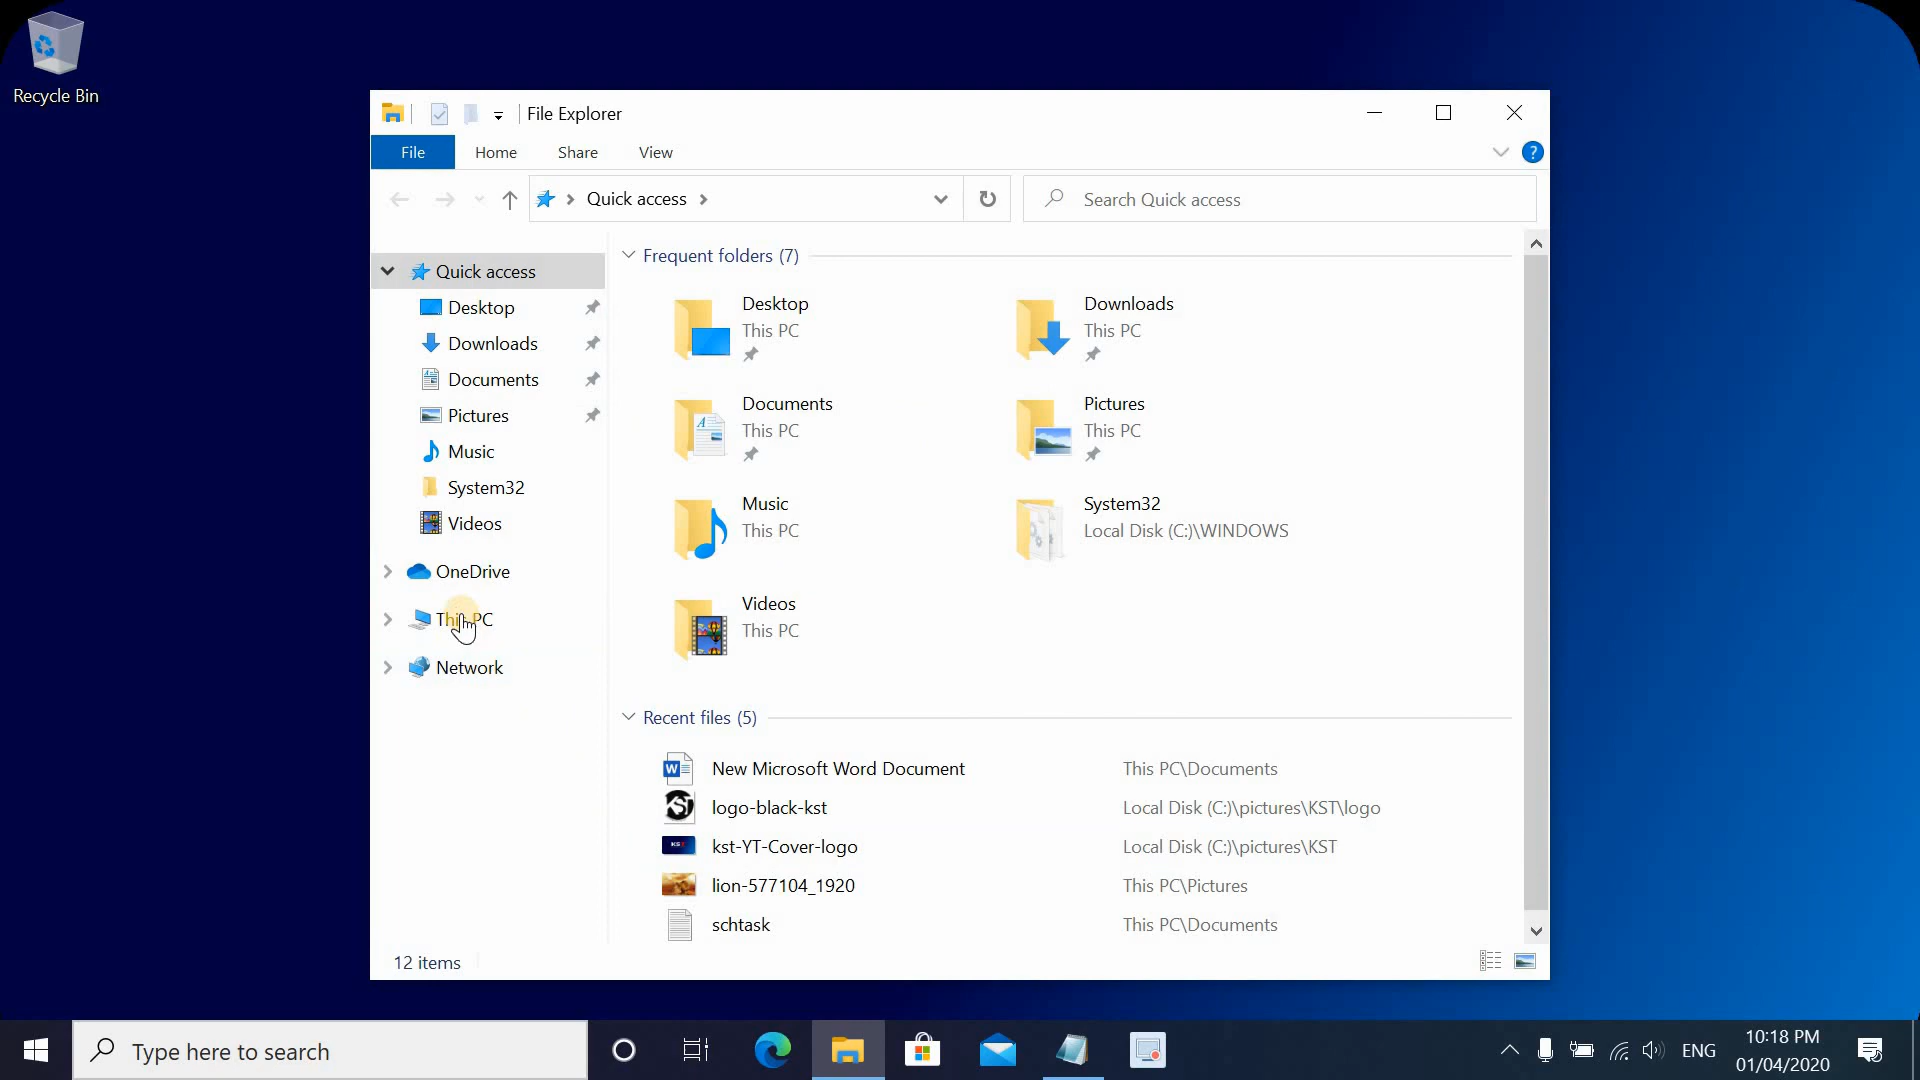 Recycle Bin
File Explorer
File Home Share View
?
Quick access
Search Quick access
Quick access
Desktop
Downloads
Documents
Pictures
Music
System32
Videos
OneDrive
This PC
Network
Frequent folders (7)
Desktop
This PC
Downloads
This PC
Documents
This PC
Pictures
This PC
Music
This PC
System32
Local Disk (C:)\WINDOWS
Videos
This PC
Recent files (5)
New Microsoft Word Document This PC\Documents
logo-black-kst Local Disk (C:)\pictures\KST\logo
kst-YT-Cover-logo Local Disk (C:)\pictures\KST
lion-577104_1920 This PC\Pictures
schtask This PC\Documents
12 items
Type here to search
ENG
10:18 PM
01/04/2020